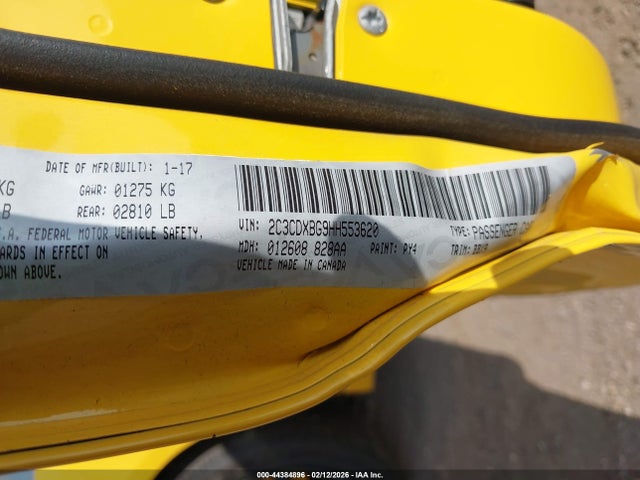 DATE OF MFR(BUILT): 1-17
KG GAWR: 01275 KG
LB REAR: 02810 LB
VIN: 2C3CDXBG9HH553620 TYPE: PASSENGER
.A. FEDERAL MOTOR VEHICLE SAFETY,
MDH: 012608 828AA PAINT: PY4 TRIM:
ARDS IN EFFECT ON
VEHICLE MADE IN CANADA
OWN ABOVE.
000-44384896 - 02/12/2026 - IAA Inc.